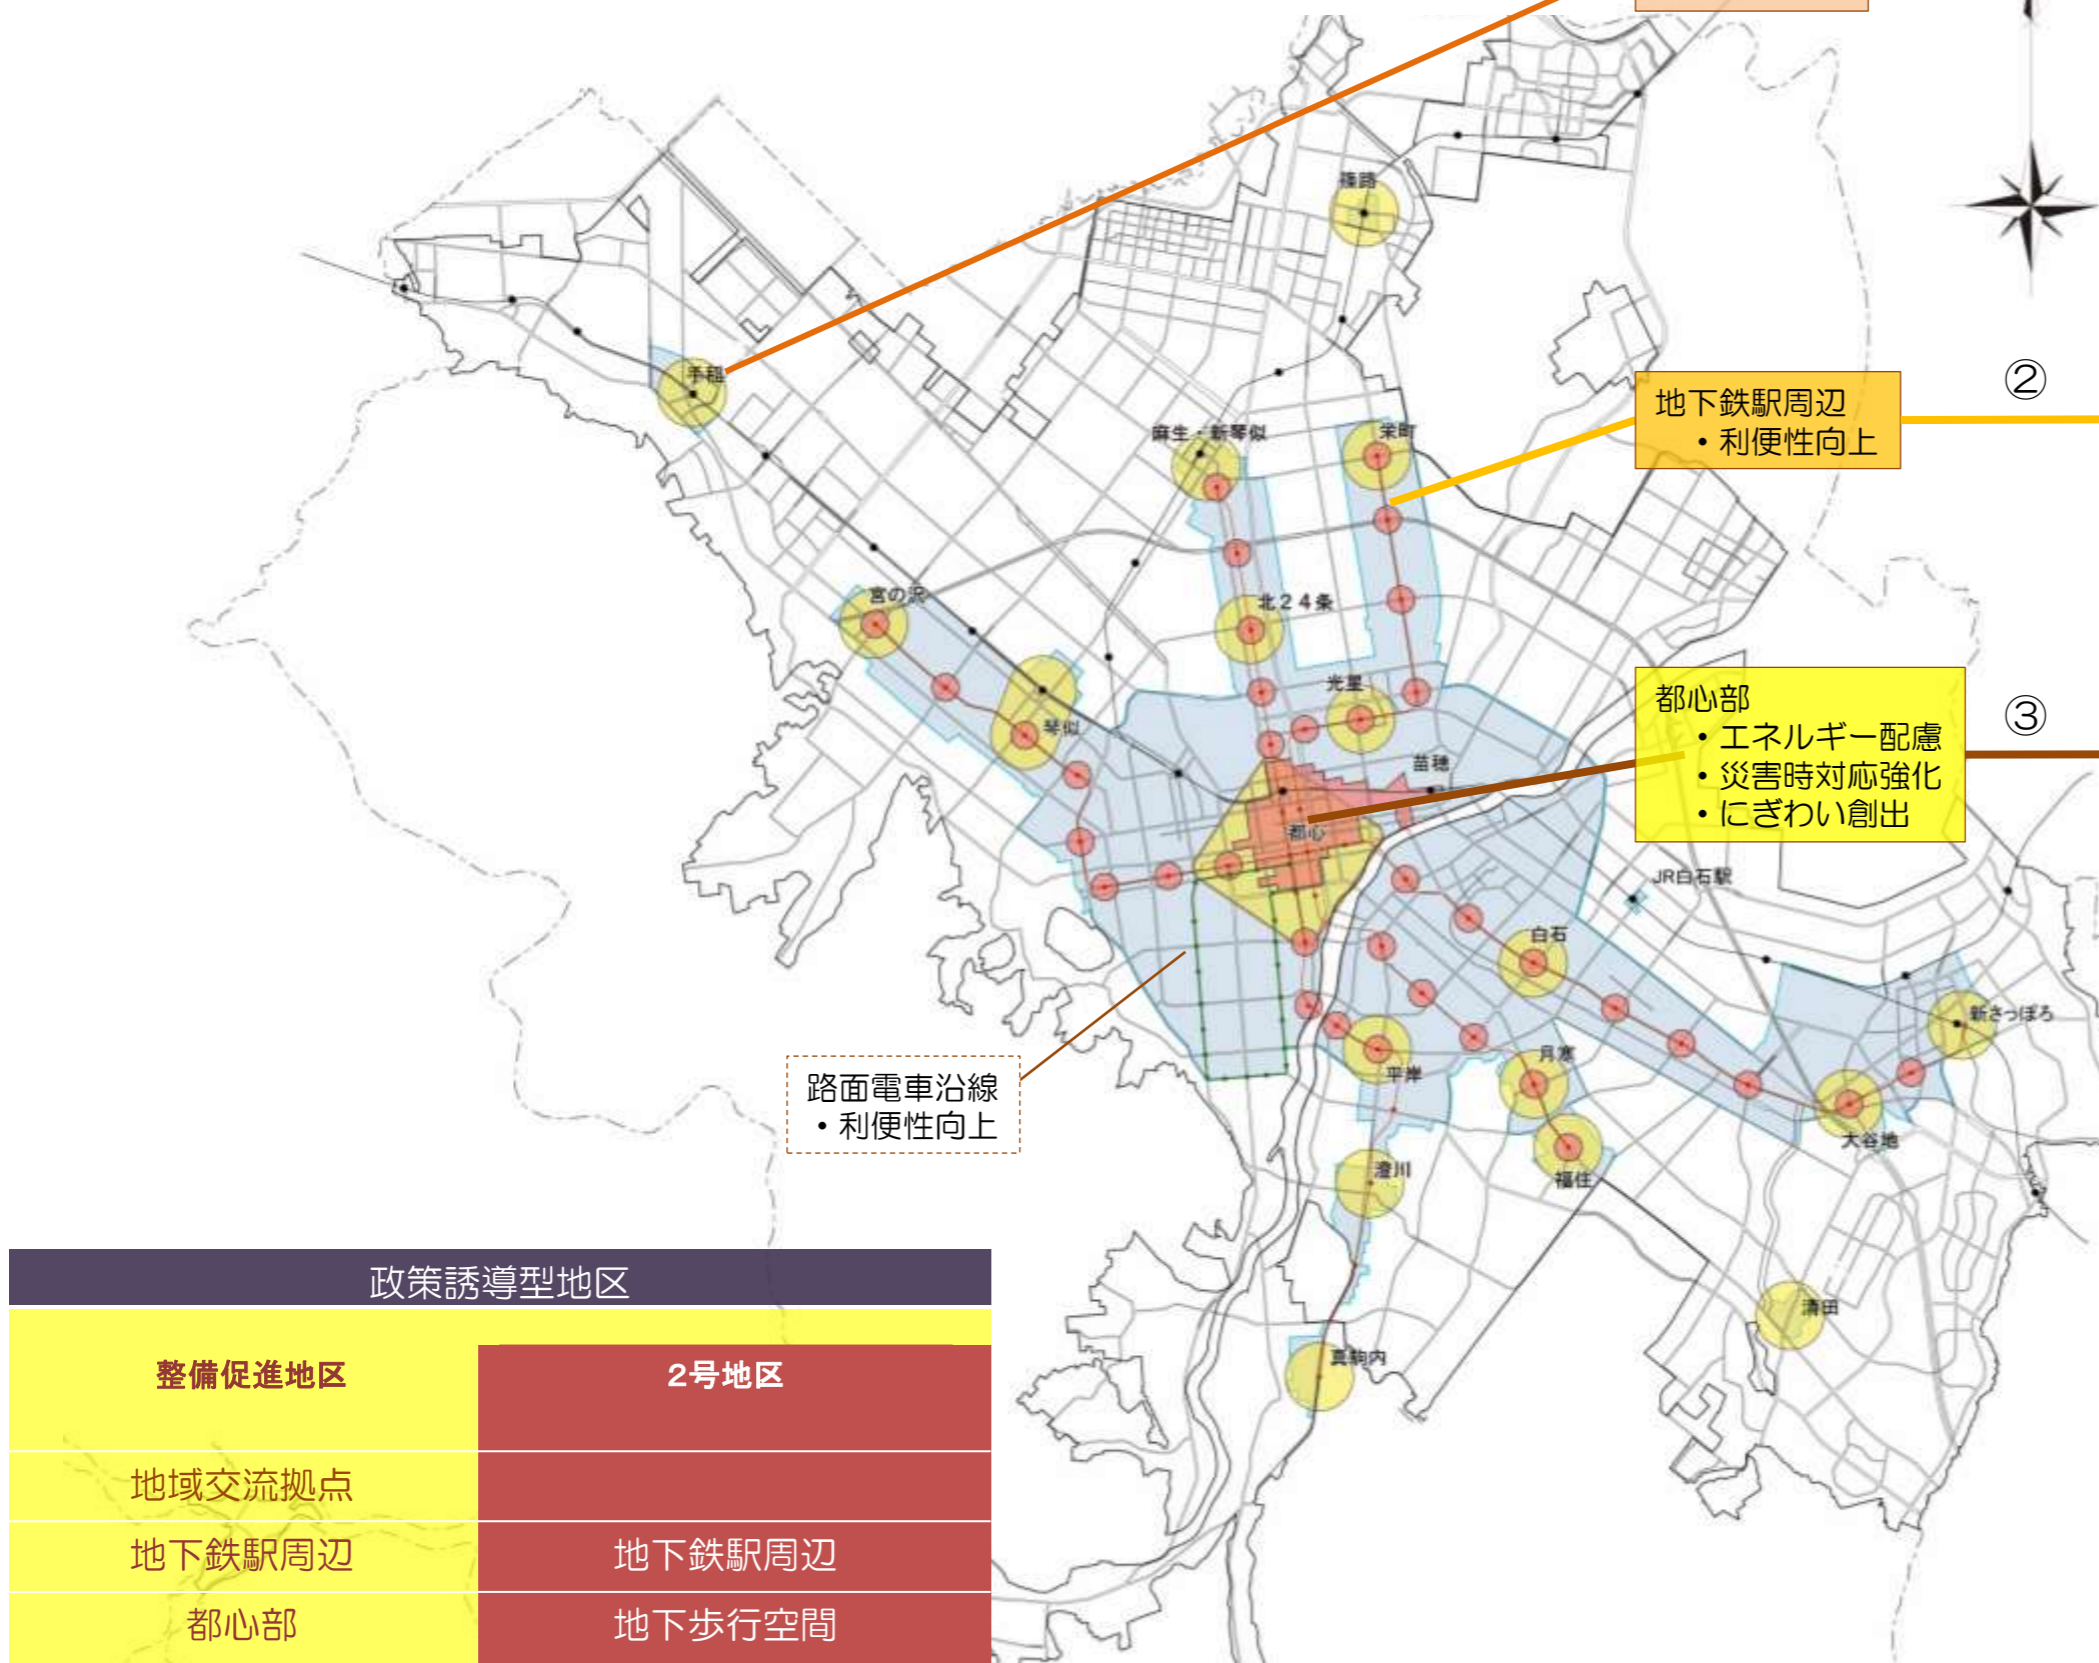 篠路
手稲
②
地下鉄駅周辺
・利便性向上
麻生・新琴似
栄町
宮の沢
北24条
都心部
・エネルギー配慮
・災害時対応強化
・にぎわい創出
③
光星
琴似
苗穂
都心
JR白石駅
白石
新さっぽろ
月寒
平岸
路面電車沿線
・利便性向上
大谷地
澄川
福住
清田
真駒内
政策誘導型地区
整備促進地区
2号地区
地域交流拠点
地下鉄駅周辺
地下鉄駅周辺
都心部
地下歩行空間